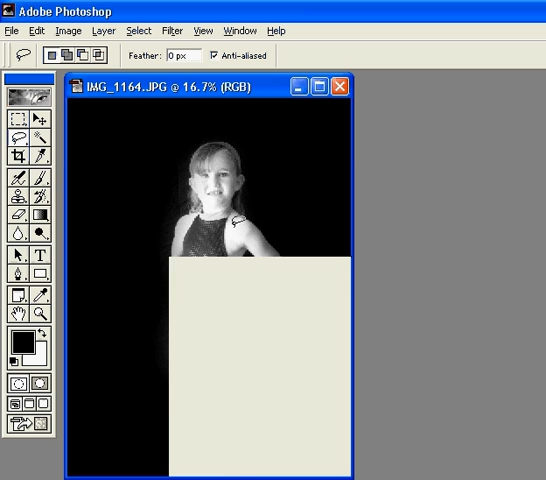 Adobe Photoshop
File Edit Image Layer Select Filter View Window Help
Feather: 0 px Anti-aliased
IMG_1164.JPG @ 16.7% (RGB)
T